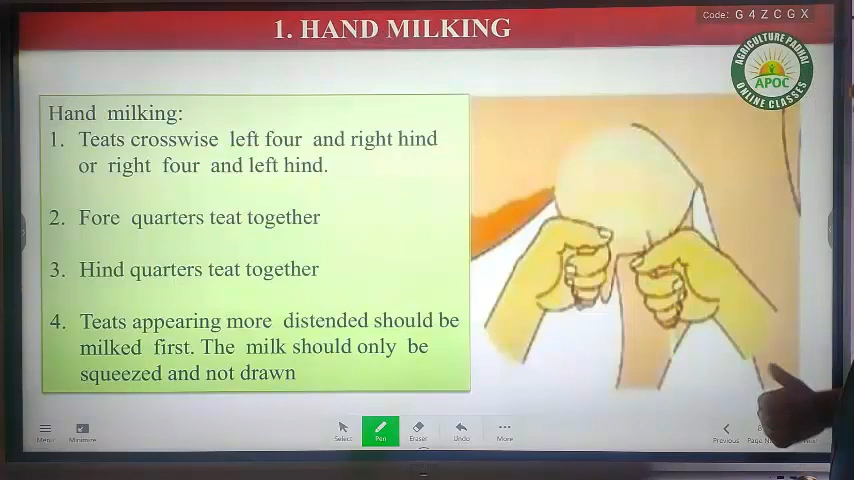 Code: G 4 Z C G X
1. HAND MILKING
AGRICULTURE PADHAI
APOC
ONLINE CLASSES
Hand milking:
1. Teats crosswise left four and right hind
or right four and left hind.
2. Fore quarters teat together
3. Hind quarters teat together
4. Teats appearing more distended should be
milked first. The milk should only be
squeezed and not drawn
Menu
Minimize
Select
Pen
Eraser
Undo
More
Previous
Page